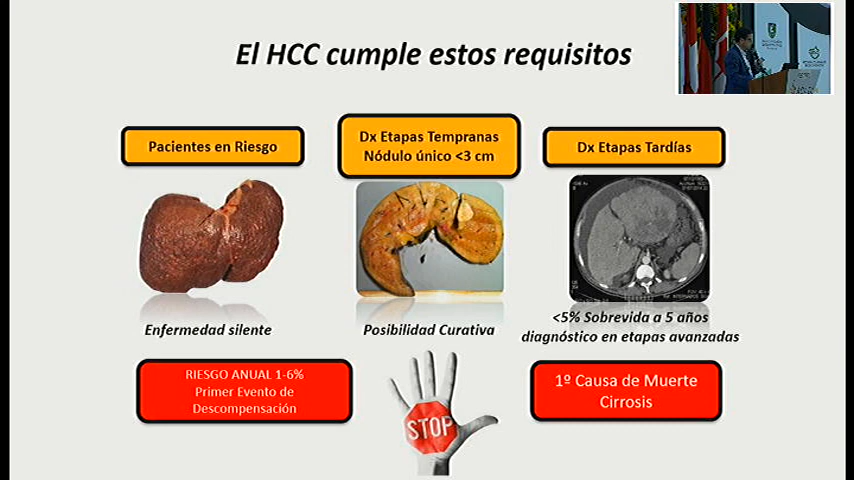 El HCC cumple estos requisitos
Pacientes en Riesgo
Dx Etapas Tempranas
Nódulo único <3 cm
Dx Etapas Tardías
Enfermedad silente
Posibilidad Curativa
<5% Sobrevida a 5 años
diagnóstico en etapas avanzadas
RIESGO ANUAL 1-6%
Primer Evento de
Descompensación
STOP
1º Causa de Muerte
Cirrosis